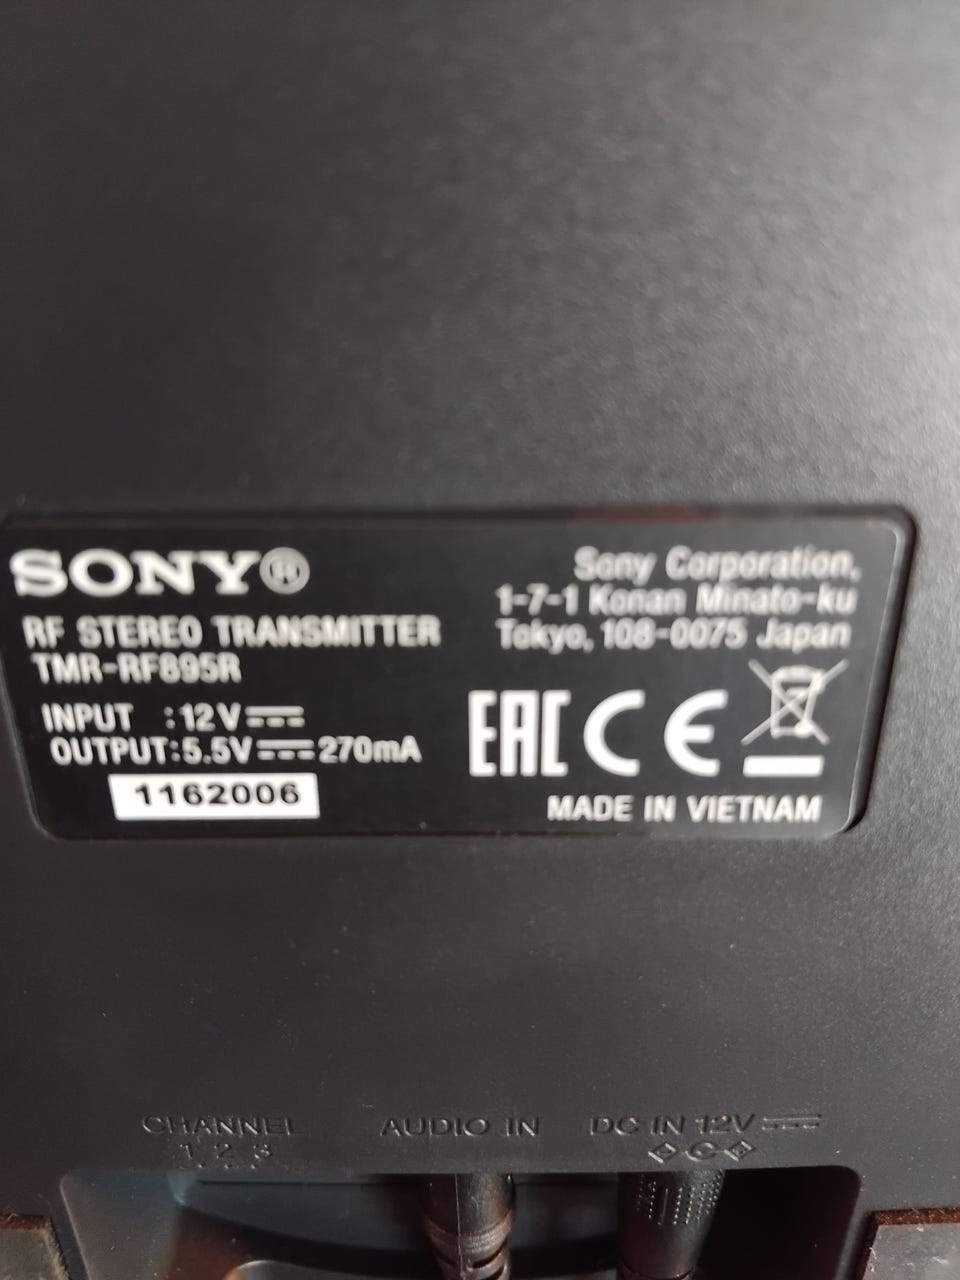 SONY®
RF STEREO TRANSMITTER
TMR-RF895R
INPUT : 12V
OUTPUT:5.5V 270mA
1162006
Sony Corporation,
1-7-1 Konan Minato-ku
Tokyo, 108-0075 Japan
EAC CE
MADE IN VIETNAM
CHANNEL
1 2 3
AUDIO IN
DC IN 12V